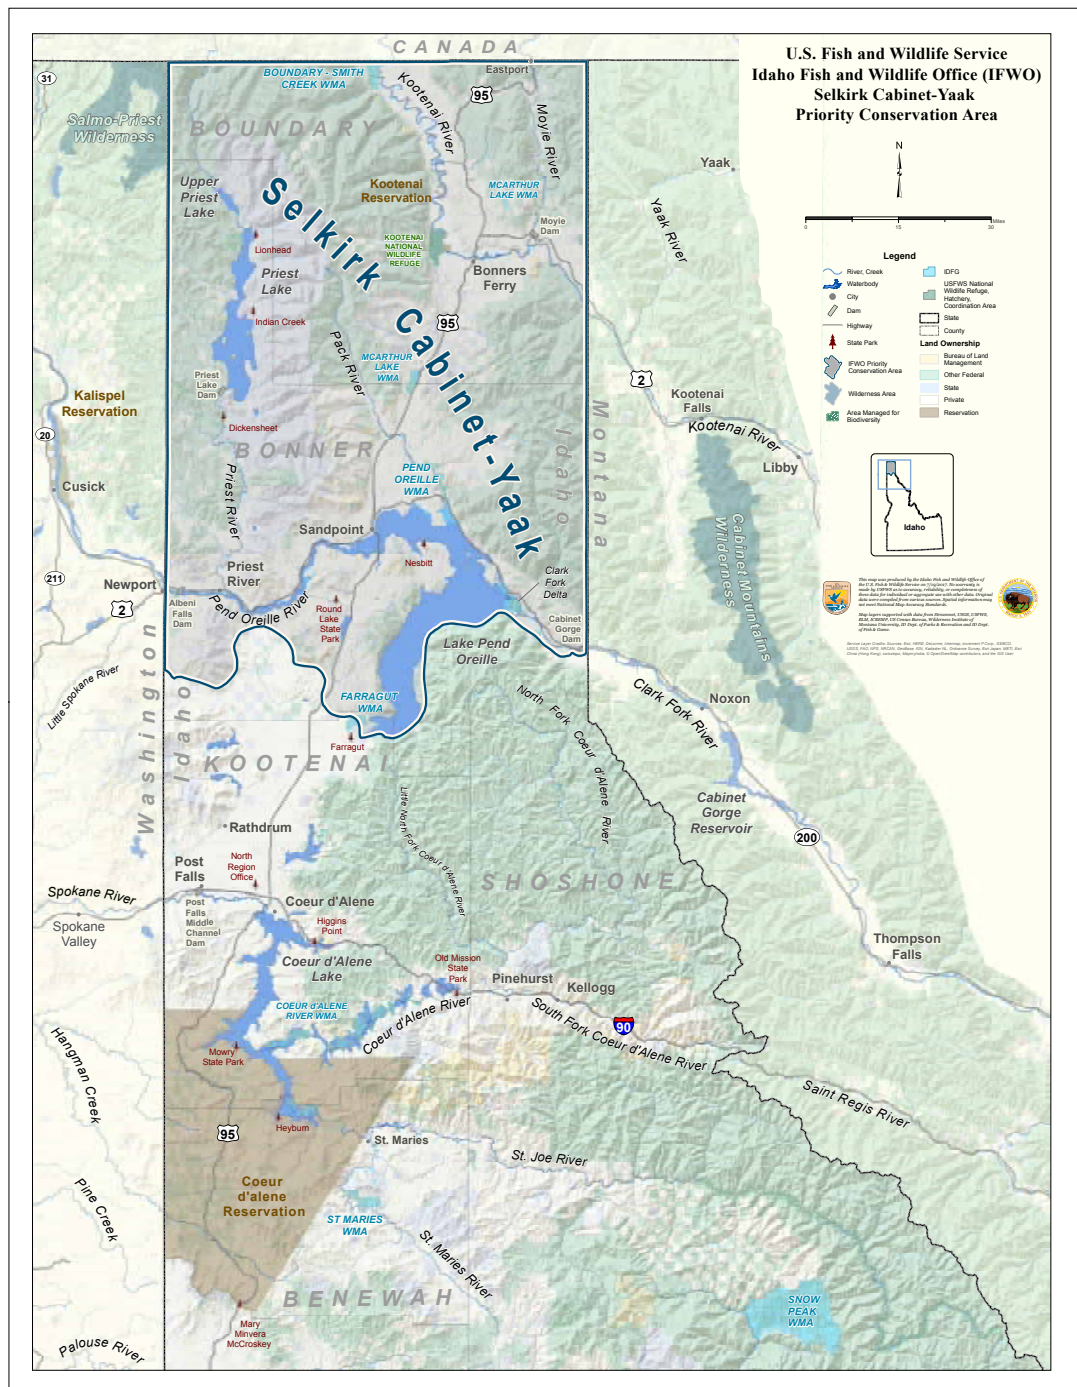 U.S. Fish and Wildlife Service
Idaho Fish and Wildlife Office (IFWO)
Selkirk Cabinet-Yaak
Priority Conservation Area
N
0
15
30
Miles
Legend
River, Creek
Waterbody
City
Dam
Highway
State Park
IFWO Priority
Conservation Area
Wilderness Area
Area Managed for
Biodiversity
IDFG
USFWS National
Wildlife Refuge,
Hatchery,
Coordination Area
State
County
Land Ownership
Bureau of Land
Management
Other Federal
State
Private
Reservation
Idaho
CANADA
31
BOUNDARY - SMITH
CREEK WMA
Kootenai River
Eastport
95
Moyie River
Salmo-Priest
Wilderness
BOUNDARY
Yaak
Upper
Priest
Lake
Kootenai
Reservation
MCARTHUR
LAKE WMA
Yaak River
Selkirk Cabinet-Yaak
Moyie
Dam
Lionhead
KOOTENAI
NATIONAL
WILDLIFE
REFUGE
Priest
Lake
Bonners
Ferry
Indian Creek
95
Pack River
MCARTHUR
LAKE
WMA
Priest
Lake
Dam
2
Kalispel
Reservation
Kootenai
Falls
Dickensheet
20
Kootenai River
BONNER
Idaho
Montana
Libby
PEND
OREILLE
WMA
Cusick
Priest River
Sandpoint
Cabinet Mountains
Wilderness
Nesbitt
211
Newport
2
Priest
River
Clark
Fork
Delta
Albeni
Falls
Dam
Pend Oreille River
Round
Lake
State
Park
Cabinet
Gorge
Dam
Lake Pend
Oreille
Washington
Idaho
Little Spokane River
FARRAGUT
WMA
Farragut
North Fork Coeur d'Alene River
Clark Fork River
Noxon
KOOTENAI
Little North Fork Coeur d'Alene River
Cabinet
Gorge
Reservoir
Rathdrum
200
Post
Falls
North
Region
Office
SHOSHONE
Spokane River
Post
Falls
Middle
Channel
Dam
Coeur d'Alene
Spokane
Valley
Higgins
Point
Thompson
Falls
Coeur d'Alene
Lake
Old Mission
State
Park
Pinehurst
Kellogg
COEUR d'ALENE
RIVER WMA
Coeur d'Alene River
90
South Fork Coeur d'Alene River
Hangman Creek
Mowry
State Park
Saint Regis River
Heyburn
95
St. Maries
St. Joe River
Coeur
d'alene
Reservation
Pine Creek
ST MARIES
WMA
St. Maries River
BENEWAH
SNOW
PEAK
WMA
Mary
Minvera
McCroskey
Palouse River